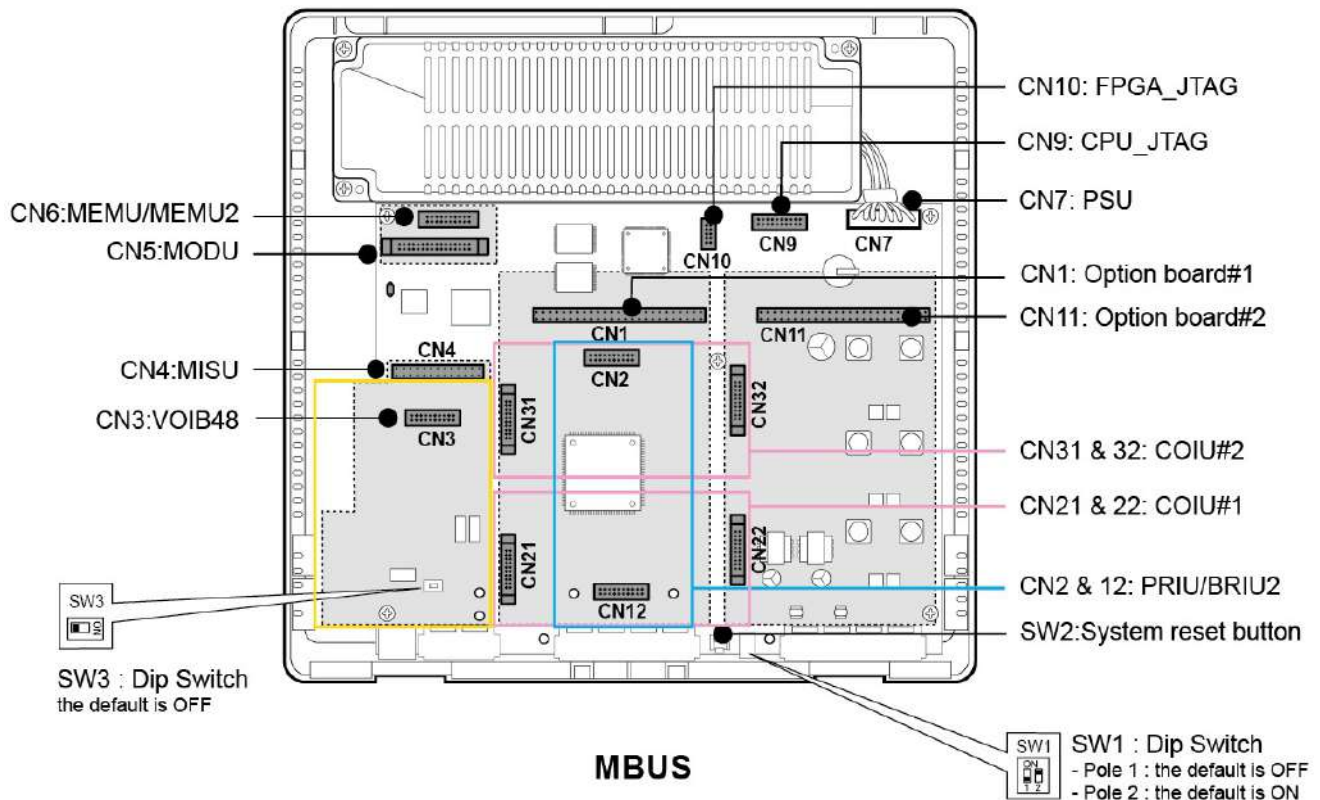 CN10: FPGA_JTAG
CN9: CPU_JTAG
CN7: PSU
CN1: Option board#1
CN11: Option board#2
CN31 & 32: COIU#2
CN21 & 22: COIU#1
CN2 & 12: PRIU/BRIU2
SW2:System reset button
CN6:MEMU/MEMU2
CN5:MODU
CN4:MISU
CN3:VOIB48
CN10
CN9
CN7
CN1
CN11
CN4
CN2
CN31
CN32
CN3
CN21
CN22
CN12
SW3
ON
SW3 : Dip Switch
the default is OFF
MBUS
SW1
ON
1 2
SW1 : Dip Switch
- Pole 1 : the default is OFF
- Pole 2 : the default is ON